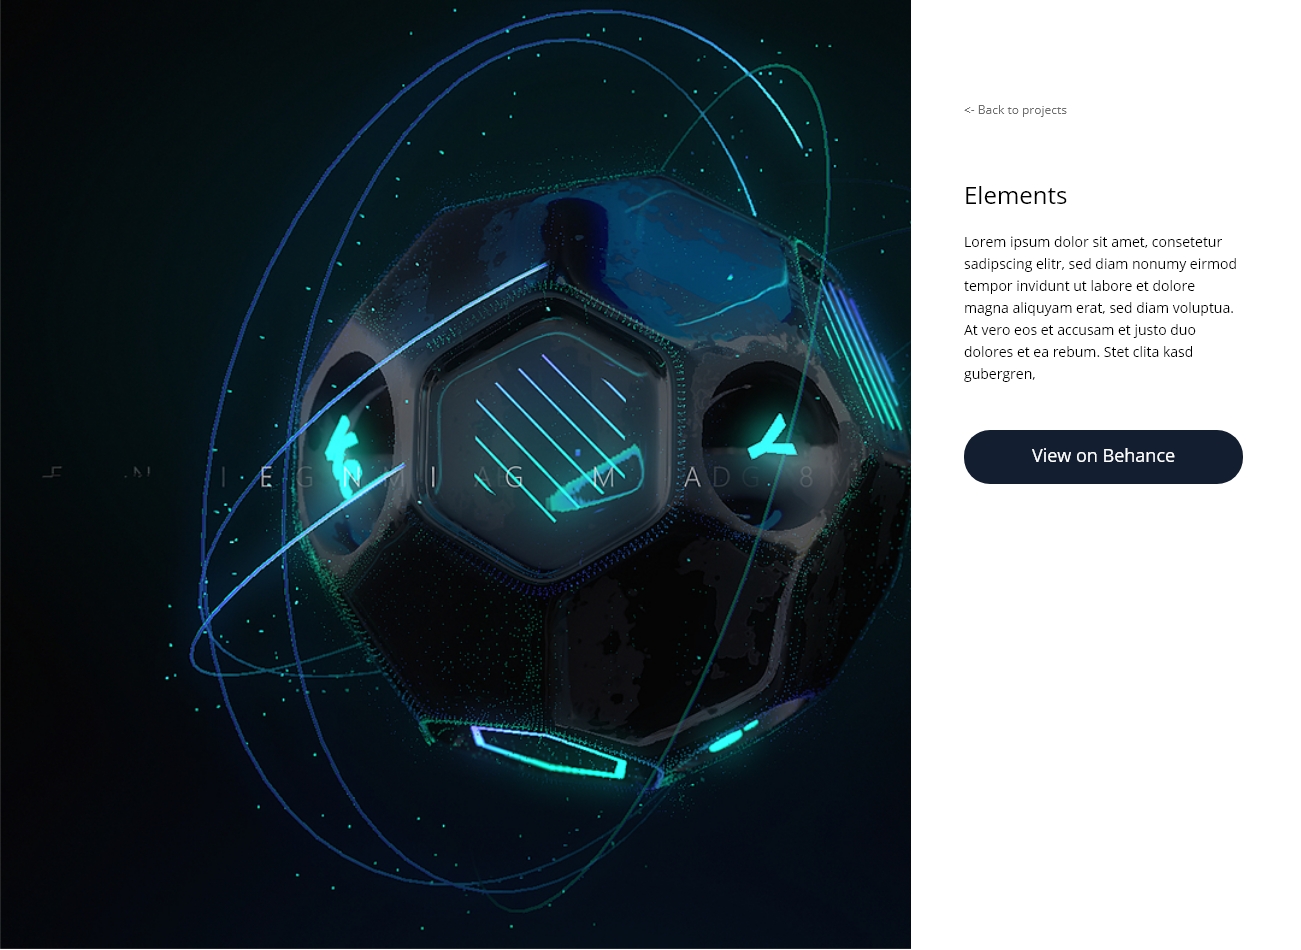 <- Back to projects
Elements
Lorem ipsum dolor sit amet, consetetur
sadipscing elitr, sed diam nonumy eirmod
tempor invidunt ut labore et dolore
magna aliquyam erat, sed diam voluptua.
At vero eos et accusam et justo duo
dolores et ea rebum. Stet clita kasd
gubergren,
View on Behance